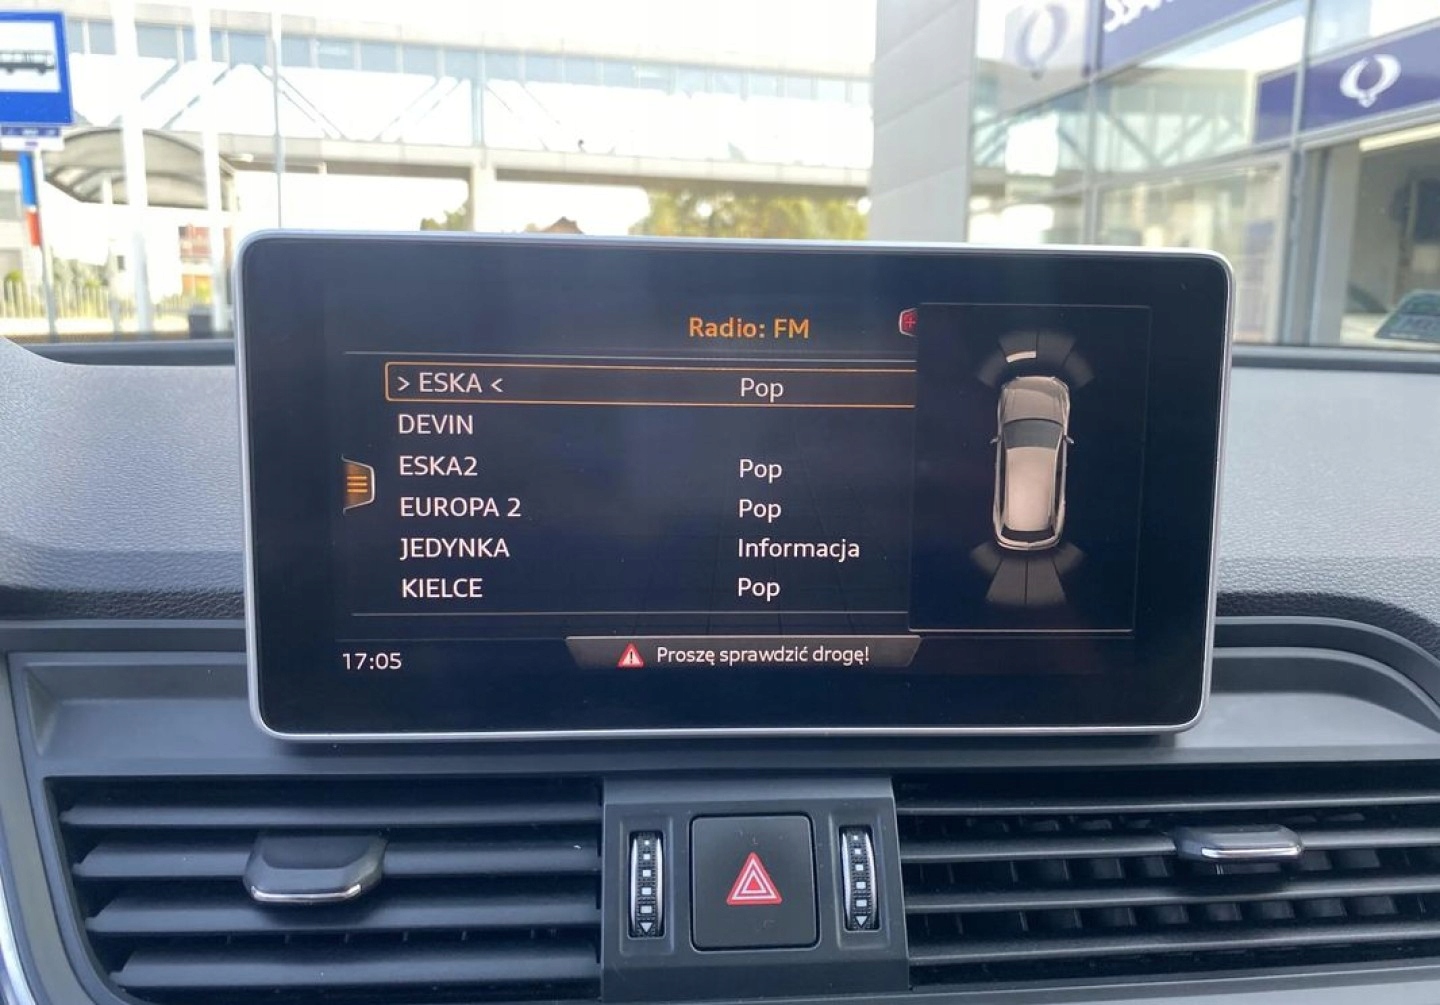 Radio: FM
> ESKA < Pop
DEVIN
ESKA2 Pop
EUROPA 2 Pop
JEDYNKA Informacja
KIELCE Pop
17:05
Proszę sprawdzić drogę!